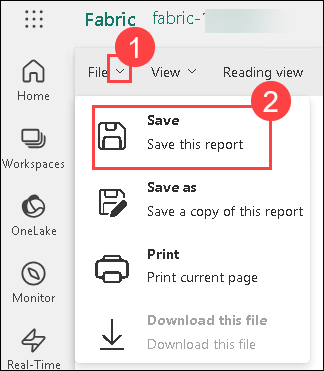 Fabric fabric-
1
File View Reading view
2
Save
Save this report
Save as
Save a copy of this report
Print
Print current page
Download this file
Download this file
Home
Workspaces
OneLake
Monitor
Real-Time